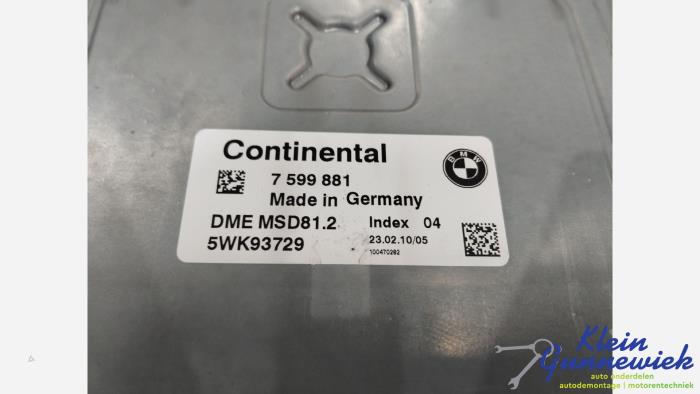 Continental
BMW
7 599 881
Made in Germany
DME MSD81.2 Index 04
5WK93729 23.02.10/05
100470282
Klein
Gunnewiek
auto onderdelen
autodemontage | motorentechniek